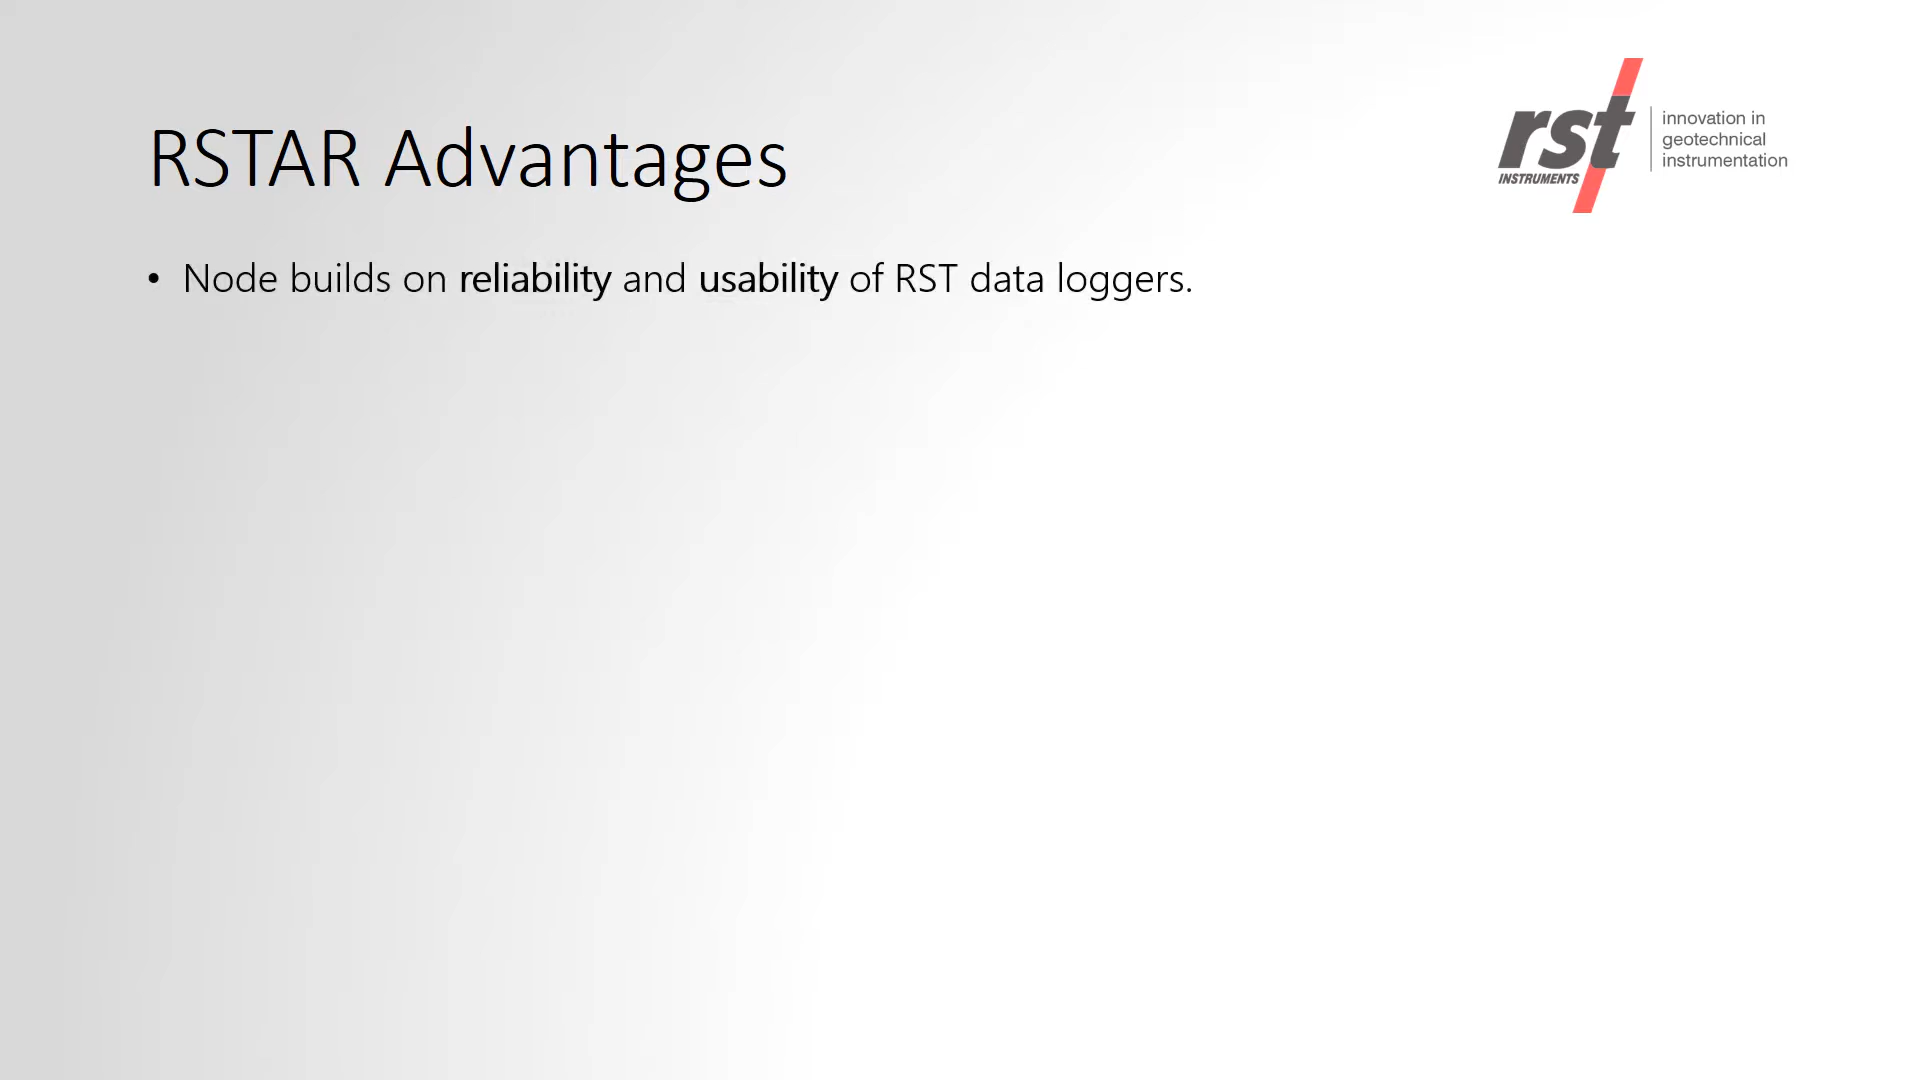 RSTAR Advantages
rst
INSTRUMENTS
innovation in
geotechnical
instrumentation
• Node builds on reliability and usability of RST data loggers.